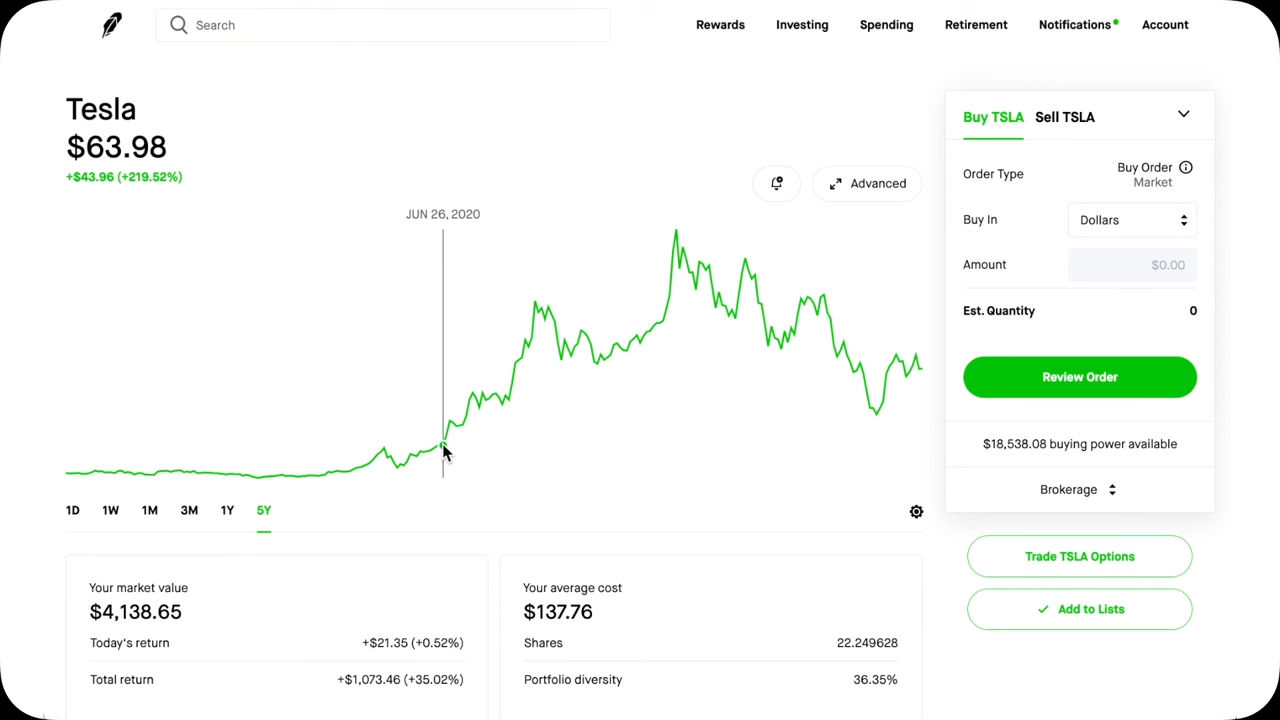 Search
Rewards
Investing
Spending
Retirement
Notifications
Account
Tesla
$63.98
+$43.96 (+219.52%)
Advanced
JUN 26, 2020
1D
1W
1M
3M
1Y
5Y
Your market value
$4,138.65
Today's return +$21.35 (+0.52%)
Total return +$1,073.46 (+35.02%)
Your average cost
$137.76
Shares 22.249628
Portfolio diversity 36.35%
Buy TSLA Sell TSLA
Order Type Buy Order
Market
Buy In Dollars
Amount $0.00
Est. Quantity 0
Review Order
$18,538.08 buying power available
Brokerage
Trade TSLA Options
Add to Lists